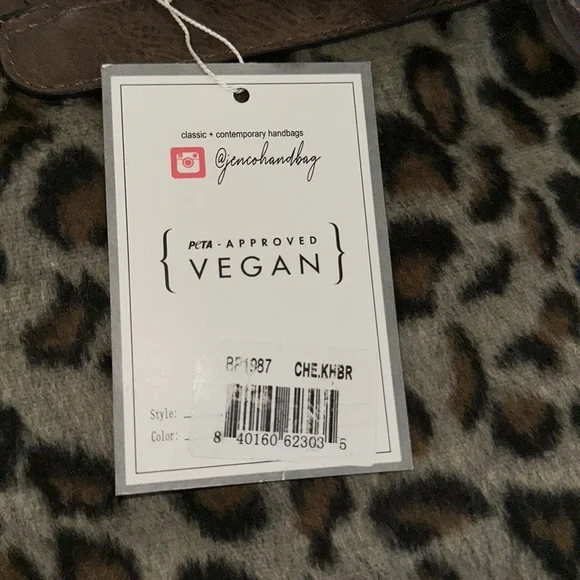 classic + contemporary handbags
@jencohandbag
PETA - APPROVED
VEGAN
BP1987 CHE.KHBR
Style:
Color:
8 40160 62303 5